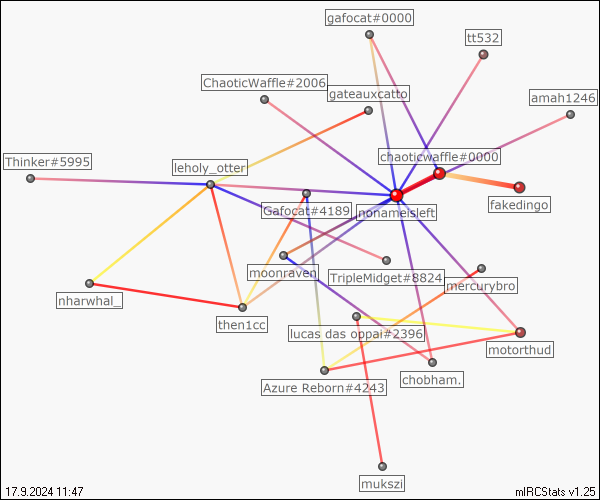 gafocat#0000
tt532
ChaoticWaffle#2006
gateauxcatto
amah1246
chaoticwaffle#0000
Thinker#5995
leholy_otter
fakedingo
Gafocat#4189
nonameisleft
moonraven
TripleMidget#8824
mercurybro
nharwhal_
then1cc
lucas das oppai#2396
motorthud
Azure Reborn#4243
chobham.
mukszi
17.9.2024 11:47
mIRCStats v1.25